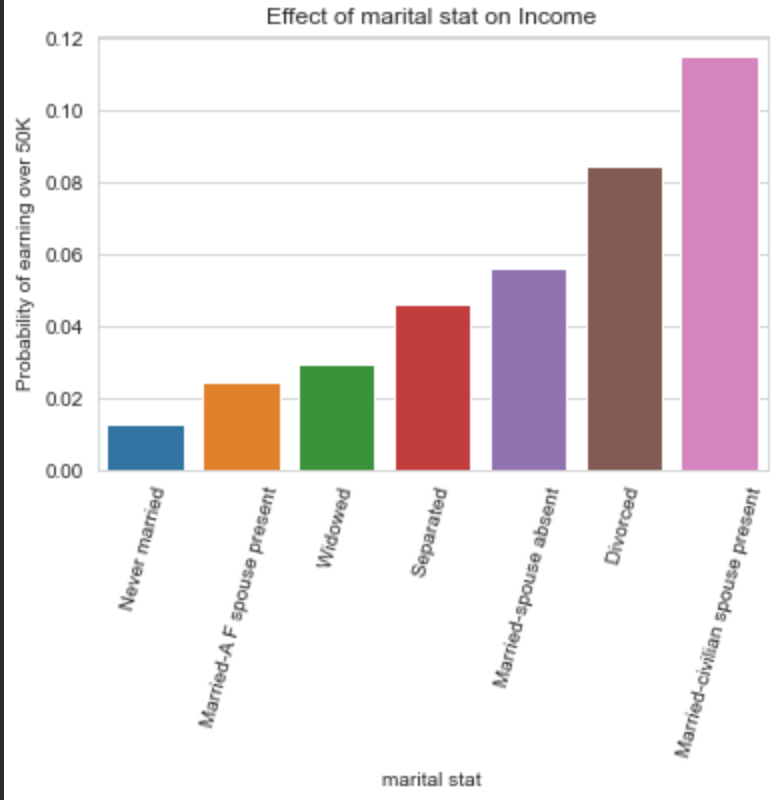 Effect of marital stat on Income
Probability of earning over 50K
0.12
0.10
0.08
0.06
0.04
0.02
0.00
Never married
Married-A F spouse present
Widowed
Separated
Married-spouse absent
Divorced
Married-civilian spouse present
marital stat